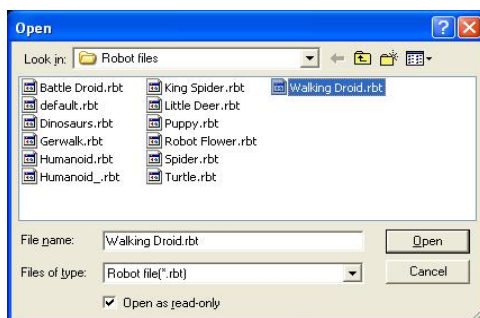 Open
Look in: Robot files
Battle Droid.rbt
default.rbt
Dinosaurs.rbt
Gerwalk.rbt
Humanoid.rbt
Humanoid_.rbt
King Spider.rbt
Little Deer.rbt
Puppy.rbt
Robot Flower.rbt
Spider.rbt
Turtle.rbt
Walking Droid.rbt
File name: Walking Droid.rbt Open
Files of type: Robot file(*.rbt) Cancel
Open as read-only